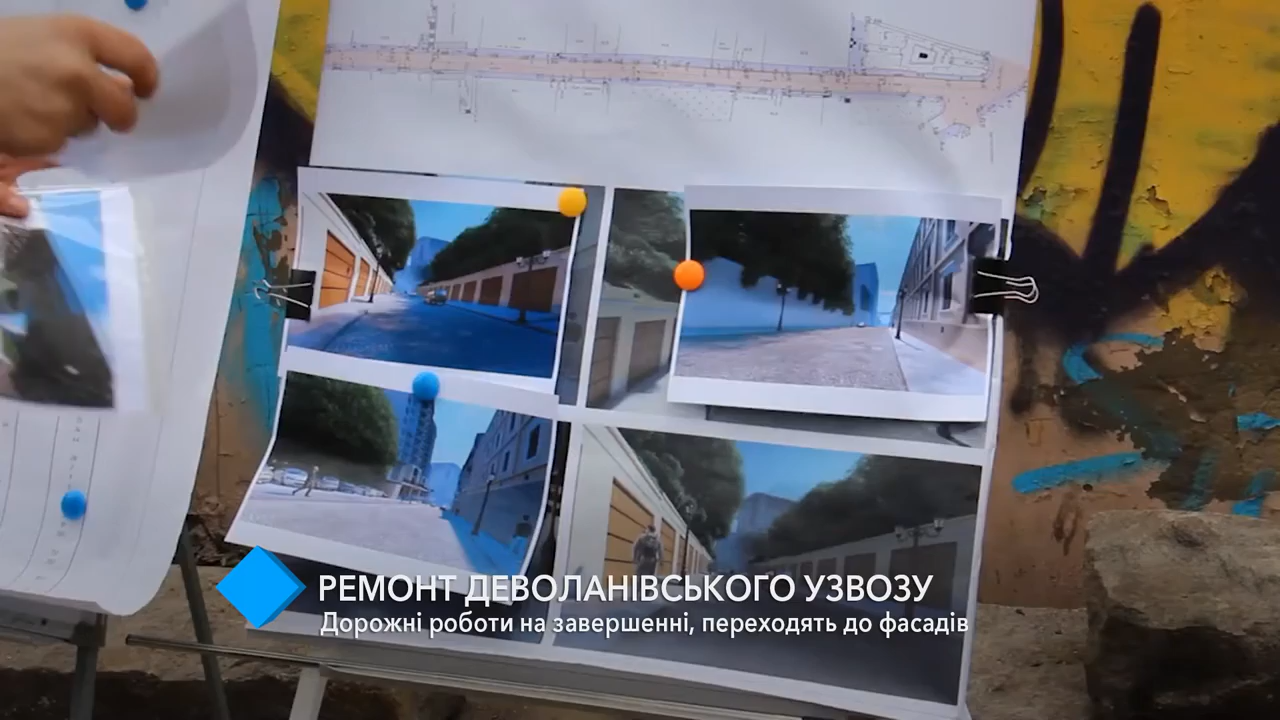 РЕМОНТ ДЕВОЛАНІВСЬКОГО УЗВОЗУ
Дорожні роботи на завершенні, переходять до фасадів